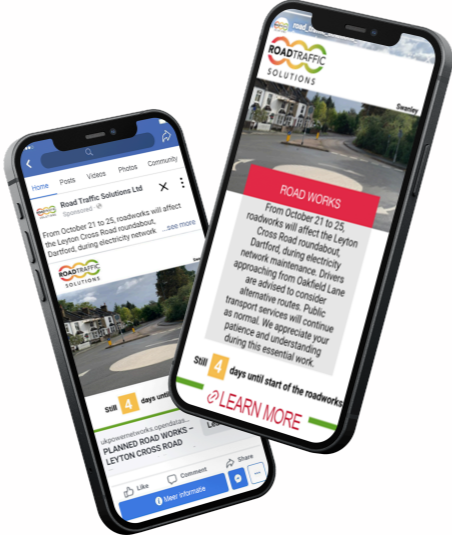 Home
Posts
Videos
Photos
Community
Road Traffic Solutions Ltd
Sponsored
From October 21 to 25, roadworks will affect
the Leyton Cross Road roundabout,
Dartford, during electricity network ...see more
ROADTRAFFIC
SOLUTIONS
Still 4 days until
ukpowernetworks.opendatas...
PLANNED ROAD WORKS –
LEYTON CROSS ROAD
Like
Comment
Share
Meer informatie
ROADTRAFFIC
SOLUTIONS
Swanley
ROAD WORKS
From October 21 to 25,
roadworks will affect the Leyton
Cross Road roundabout,
Dartford, during electricity
network maintenance. Drivers
approaching from Oakfield Lane
are advised to consider
alternative routes. Public
transport services will continue
as normal. We appreciate your
patience and understanding
during this essential work.
Still 4 days until start of the roadworks
LEARN MORE